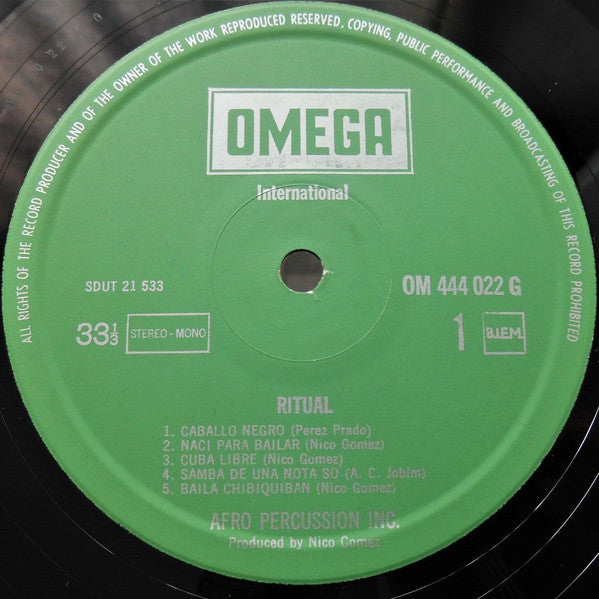 ALL RIGHTS OF THE RECORD PRODUCER AND OF THE OWNER OF THE WORK REPRODUCED RESERVED. COPYING, PUBLIC PERFORMANCE AND BROADCASTING OF THIS RECORD PROHIBITED
OMEGA
International
SDUT 21 533
OM 444 022 G
33⅓ STEREO - MONO
1 B.I.E.M.
RITUAL
1. CABALLO NEGRO (Perez Prado)
2. NACI PARA BAILAR (Nico Gomez)
3. CUBA LIBRE (Nico Gomez)
4. SAMBA DE UNA NOTA SO (A. C. Jobim)
5. BAILA CHIBIQUIBAN (Nico Gomez)
AFRO PERCUSSION INC.
Produced by Nico Gomez